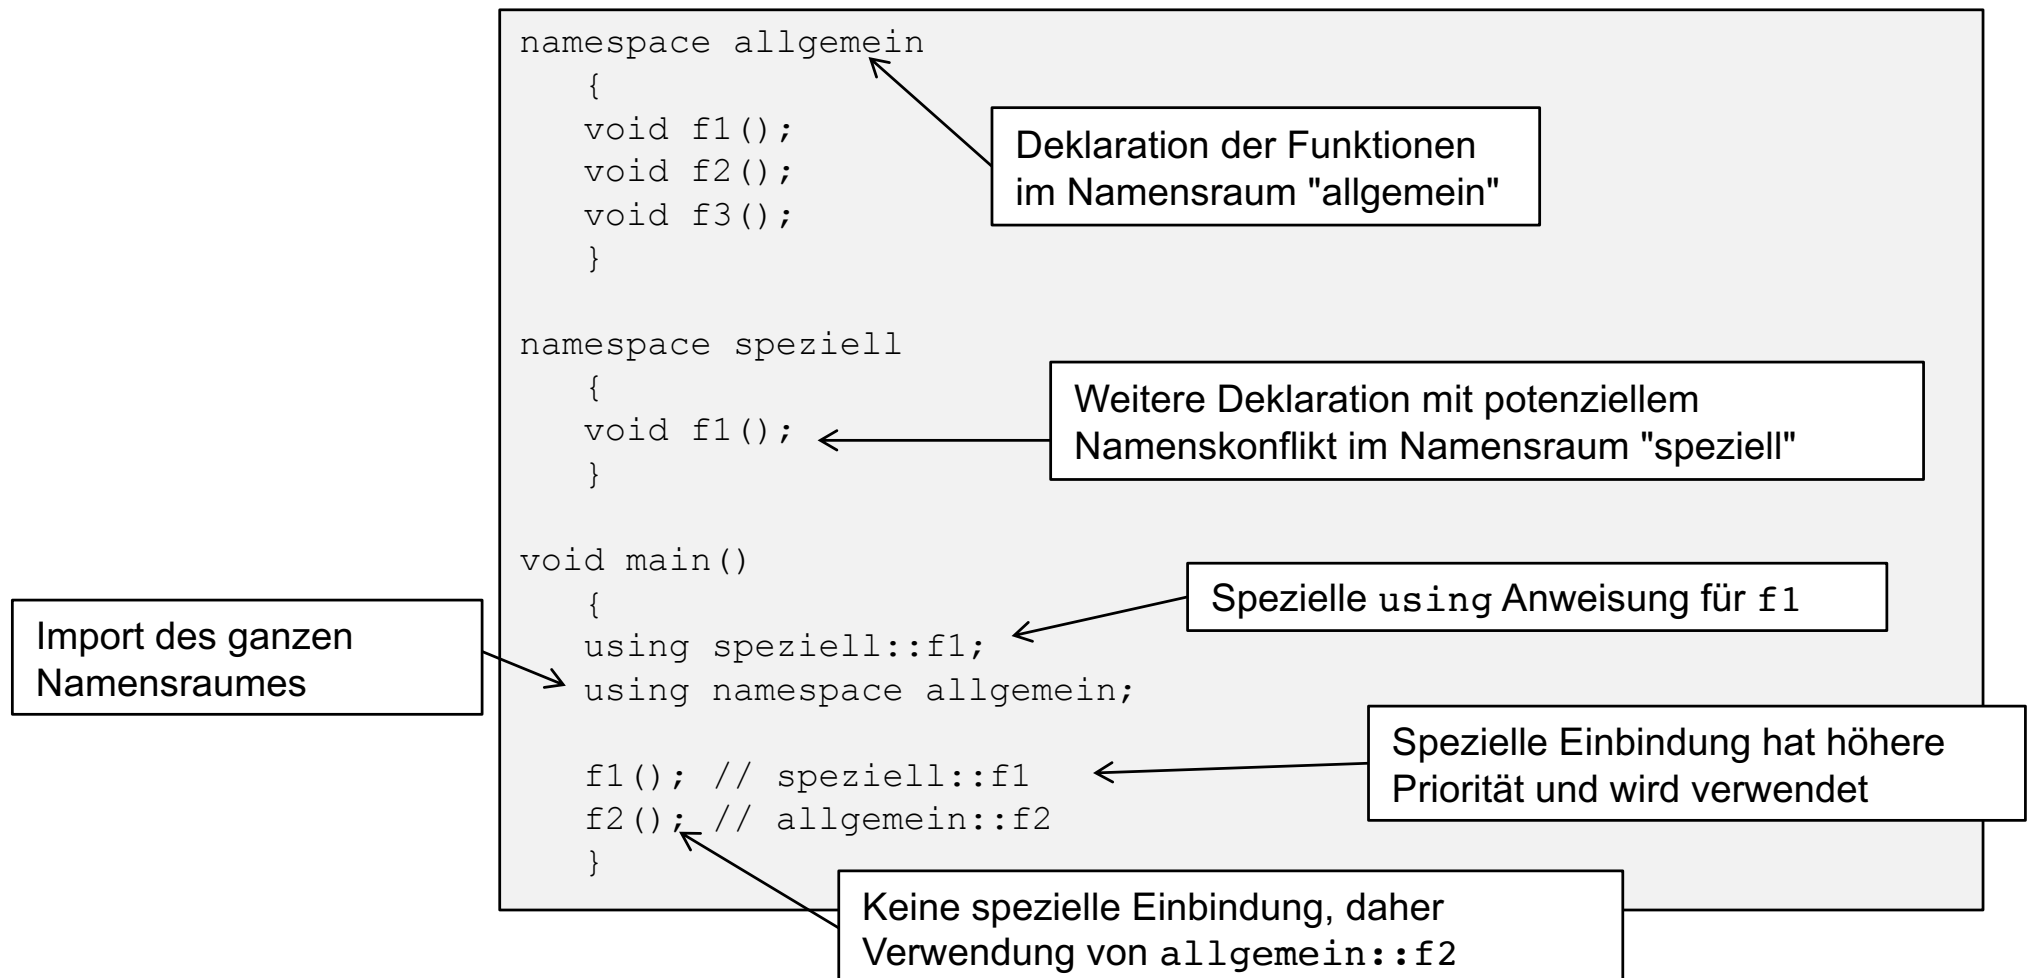 namespace allgemein
{
void f1();
void f2();
void f3();
}
Deklaration der Funktionen
im Namensraum "allgemein"
namespace speziell
{
void f1();
}
Weitere Deklaration mit potenziellem
Namenskonflikt im Namensraum "speziell"
void main()
{
using speziell::f1;
using namespace allgemein;
f1(); // speziell::f1
f2(); // allgemein::f2
}
Spezielle using Anweisung für f1
Import des ganzen
Namensraumes
Spezielle Einbindung hat höhere
Priorität und wird verwendet
Keine spezielle Einbindung, daher
Verwendung von allgemein::f2